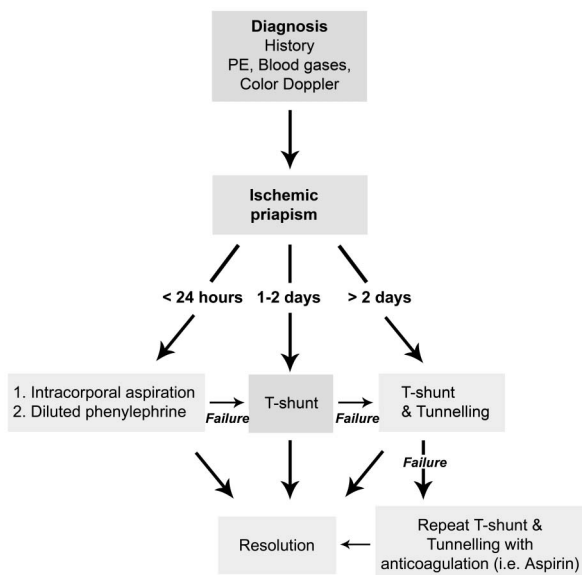 Diagnosis
History
PE, Blood gases,
Color Doppler
Ischemic
priapism
< 24 hours
1-2 days
> 2 days
1. Intracorporal aspiration
2. Diluted phenylephrine
Failure
T-shunt
Failure
T-shunt
& Tunnelling
Failure
Resolution
Repeat T-shunt &
Tunnelling with
anticoagulation (i.e. Aspirin)